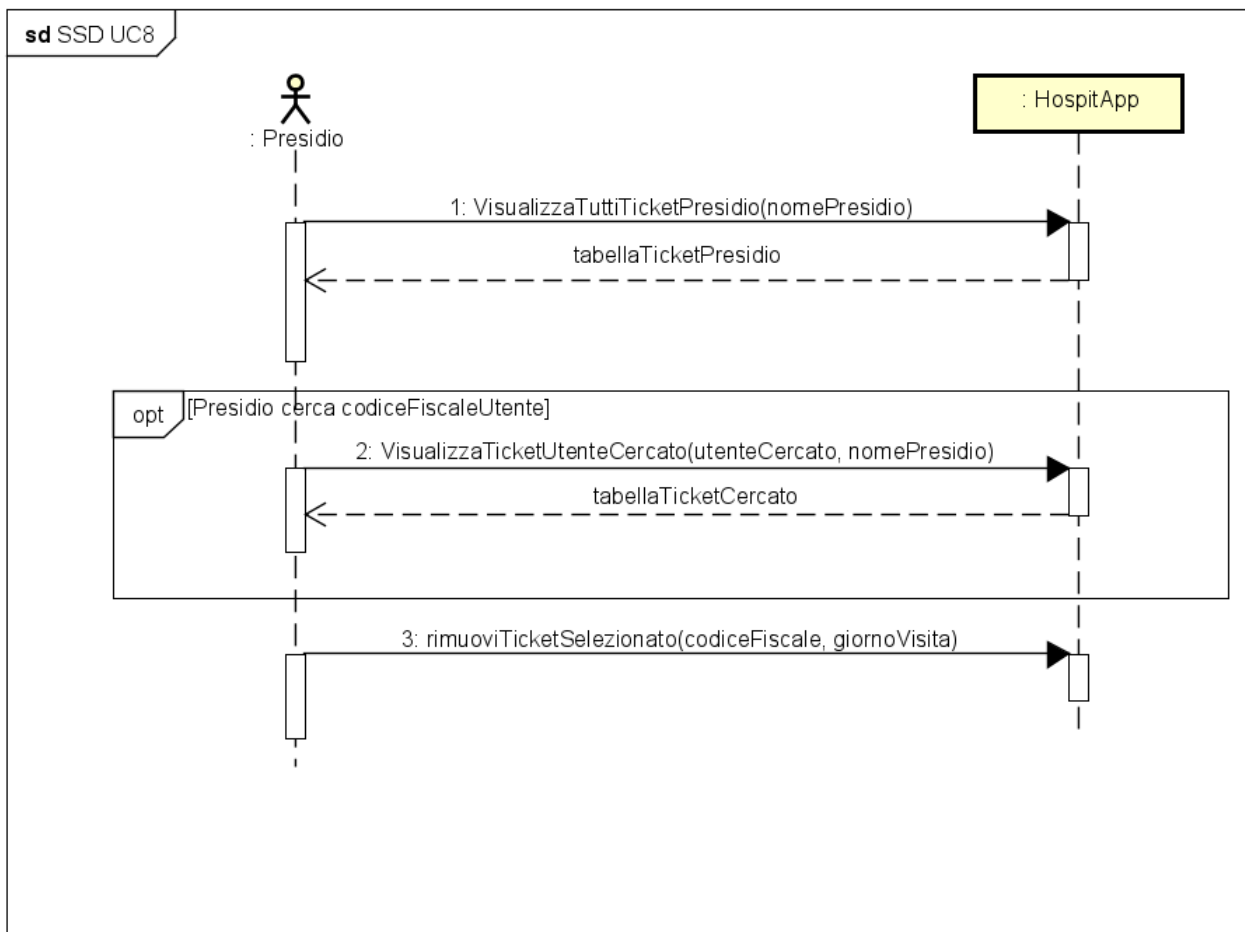 sd SSD UC8
: Presidio
: HospitApp
1: VisualizzaTuttiTicketPresidio(nomePresidio)
tabellaTicketPresidio
opt
[Presidio cerca codiceFiscaleUtente]
2: VisualizzaTicketUtenteCercato(utenteCercato, nomePresidio)
tabellaTicketCercato
3: rimuoviTicketSelezionato(codiceFiscale, giornoVisita)